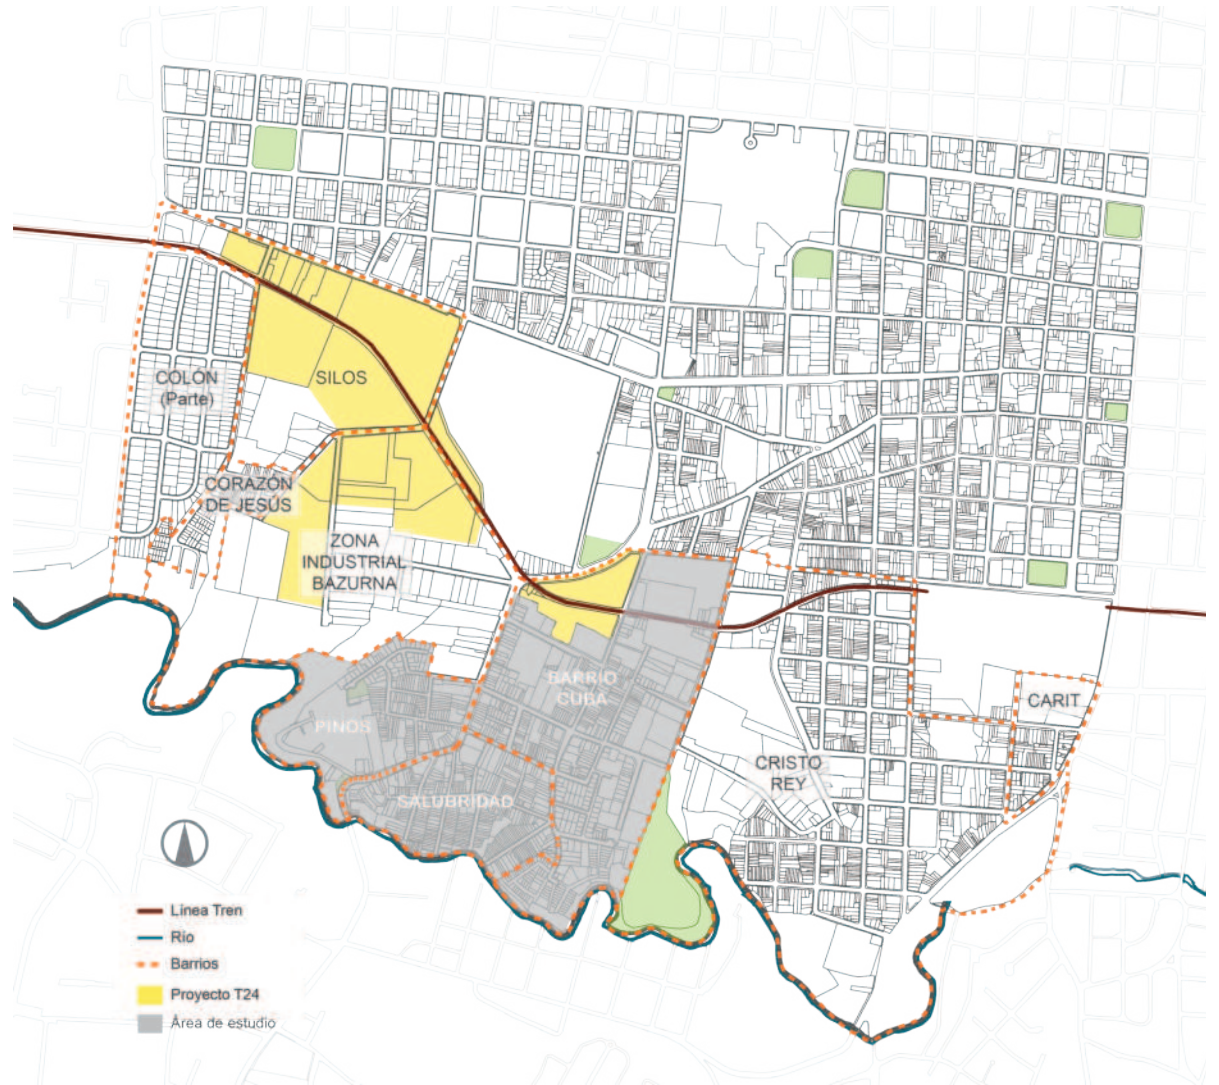 COLÓN
(Parte)
SILOS
CORAZÓN
DE JESÚS
ZONA
INDUSTRIAL
BAZURNA
BARRIO
CUBA
PINOS
SALUBRIDAD
CRISTO
REY
CARIT
Línea Tren
Río
Barrios
Proyecto T24
Área de estudio